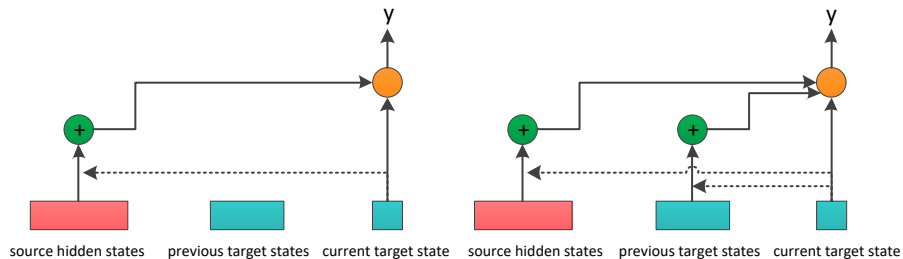 y
y
+
+
+
source hidden states
previous target states
current target state
source hidden states
previous target states
current target state